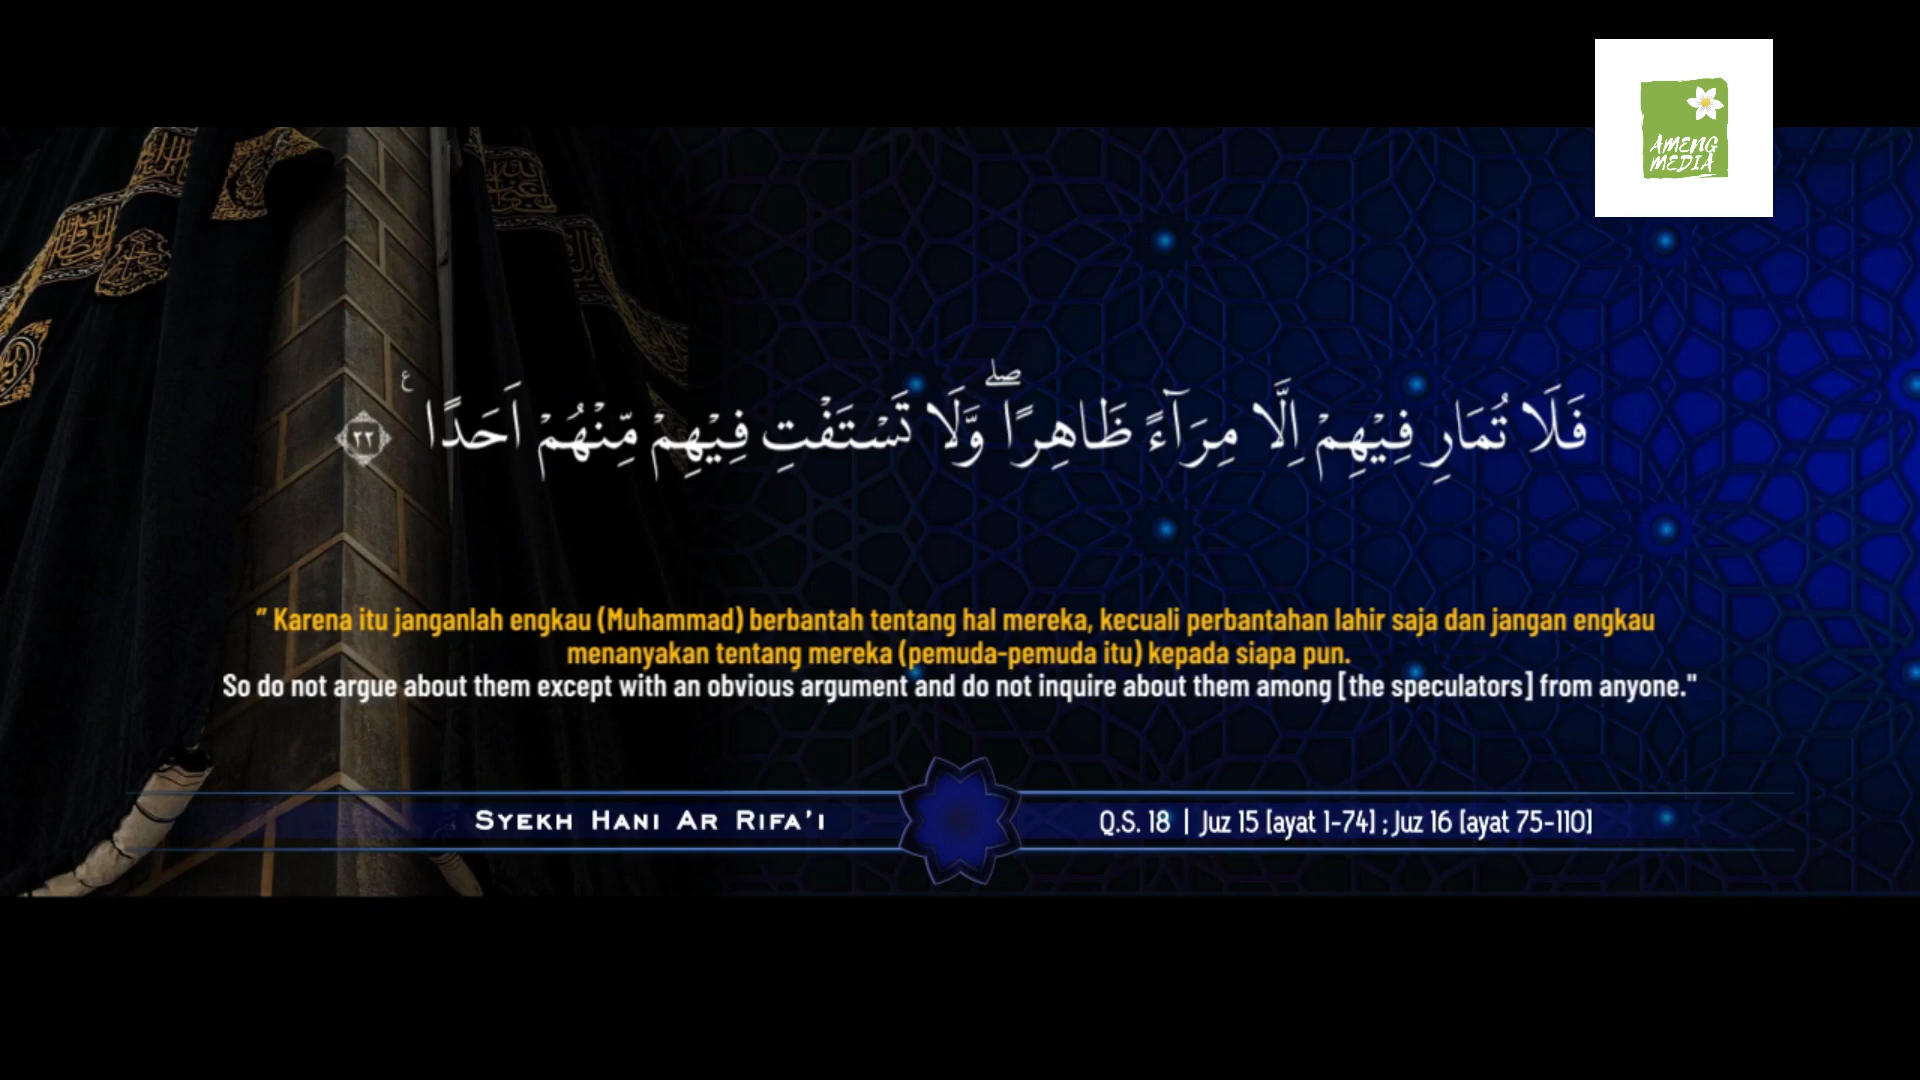 AMENG
MEDIA
فَلَا تُمَارِ فِيْهِمْ اِلَّا مِرَاۤءً ظَاهِرًا ۖوَّلَا تَسْتَفْتِ فِيْهِمْ مِّنْهُمْ اَحَدًا ࣖ ٢٢
" Karena itu janganlah engkau (Muhammad) berbantah tentang hal mereka, kecuali perbantahan lahir saja dan jangan engkau
menanyakan tentang mereka (pemuda-pemuda itu) kepada siapa pun.
So do not argue about them except with an obvious argument and do not inquire about them among [the speculators] from anyone."
Syekh Hani Ar Rifa'i
Q.S. 18 | Juz 15 [ayat 1-74] ; Juz 16 [ayat 75-110]